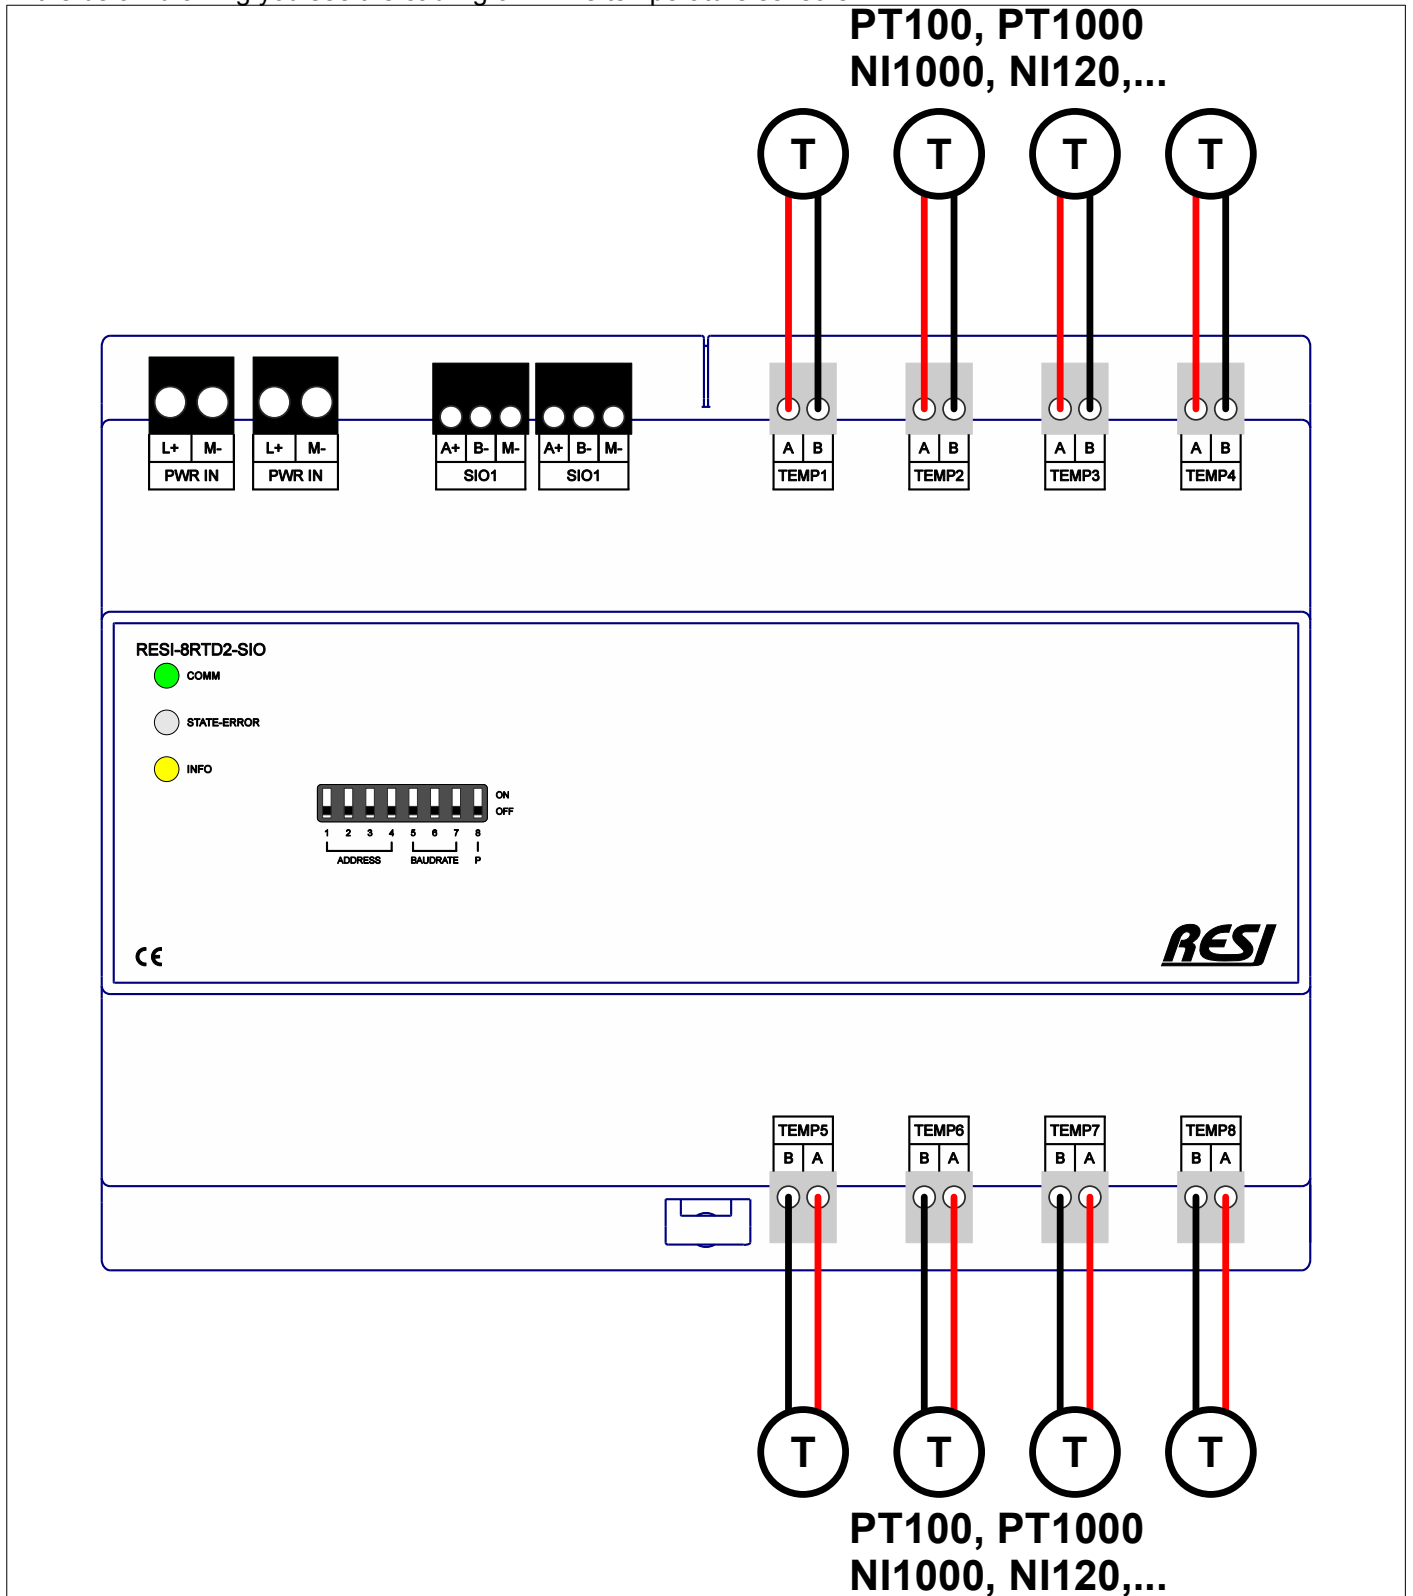 PT100, PT1000
NI1000, NI120,...
T T T T
L+ M- L+ M- A+ B- M- A+ B- M- A B A B A B A B
PWR IN PWR IN SIO1 SIO1 TEMP1 TEMP2 TEMP3 TEMP4
RESI-8RTD2-SIO
COMM
STATE-ERROR
INFO
ON
OFF
1 2 3 4 5 6 7 8
ADDRESS BAUDRATE P
CE
RESI
TEMP5 TEMP6 TEMP7 TEMP8
B A B A B A B A
T T T T
PT100, PT1000
NI1000, NI120,...